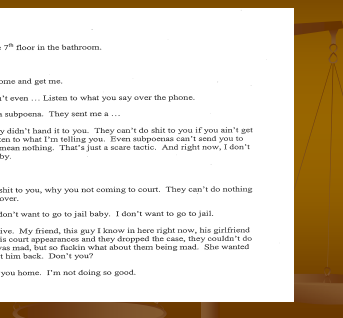 7th floor in the bathroom.
ome and get me.
't even ... Listen to what you say over the phone.
subpoena. They sent me a ...
y didn't hand it to you. They can't do shit to you if you ain't get
ten to what I'm telling you. Even subpoenas can't send you to
mean nothing. That's just a scare tactic. And right now, I don't
by.
shit to you, why you not coming to court. They can't do nothing
over.
don't want to go to jail baby. I don't want to go to jail.
ive. My friend, this guy I know in here right now, his girlfriend
is court appearances and they dropped the case, they couldn't do
was mad, but so fuckin what about them being mad. She wanted
t him back. Don't you?
you home. I'm not doing so good.